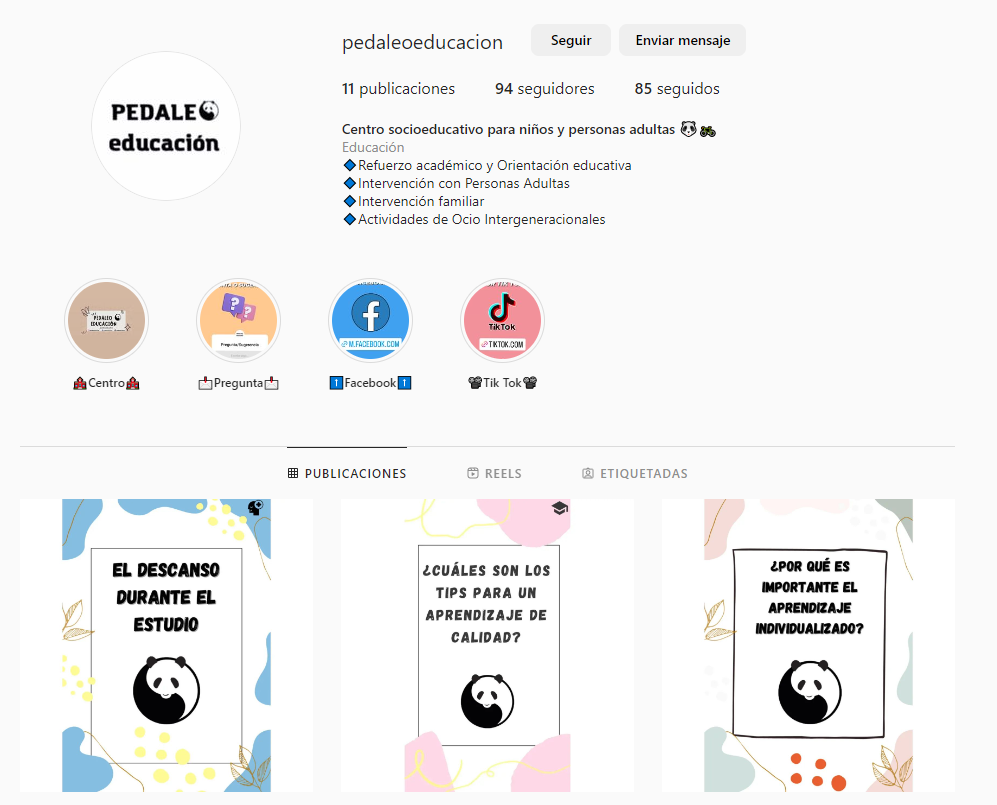 pedaleoeducacion
Seguir
Enviar mensaje
11 publicaciones
94 seguidores
85 seguidos
PEDALE
educación
Centro socioeducativo para niños y personas adultas 🐼🚲
Educación
🔷Refuerzo académico y Orientación educativa
🔷Intervención con Personas Adultas
🔷Intervención familiar
🔷Actividades de Ocio Intergeneracionales
PEDALEO
EDUCACIÓN
Pregunta/Sugerencia
M.FACEBOOK.COM
TikTok
TIKTOK.COM
Centro
Pregunta
Facebook
Tik Tok
PUBLICACIONES
REELS
ETIQUETADAS
EL DESCANSO
DURANTE EL
ESTUDIO
¿CUÁLES SON LOS
TIPS PARA UN
APRENDIZAJE DE
CALIDAD?
¿POR QUÉ ES
IMPORTANTE EL
APRENDIZAJE
INDIVIDUALIZADO?